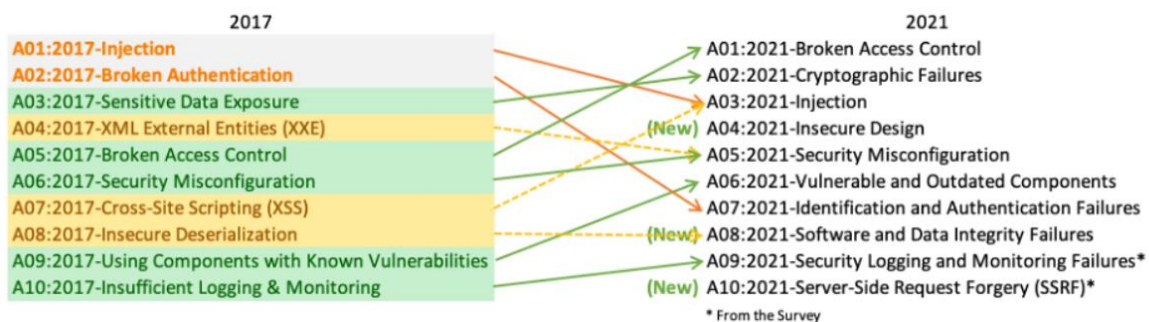 2017
2021
A01:2017-Injection
A02:2017-Broken Authentication
A03:2017-Sensitive Data Exposure
A04:2017-XML External Entities (XXE)
A05:2017-Broken Access Control
A06:2017-Security Misconfiguration
A07:2017-Cross-Site Scripting (XSS)
A08:2017-Insecure Deserialization
A09:2017-Using Components with Known Vulnerabilities
A10:2017-Insufficient Logging & Monitoring
A01:2021-Broken Access Control
A02:2021-Cryptographic Failures
A03:2021-Injection
(New) A04:2021-Insecure Design
A05:2021-Security Misconfiguration
A06:2021-Vulnerable and Outdated Components
A07:2021-Identification and Authentication Failures
(New) A08:2021-Software and Data Integrity Failures
A09:2021-Security Logging and Monitoring Failures*
(New) A10:2021-Server-Side Request Forgery (SSRF)*
* From the Survey